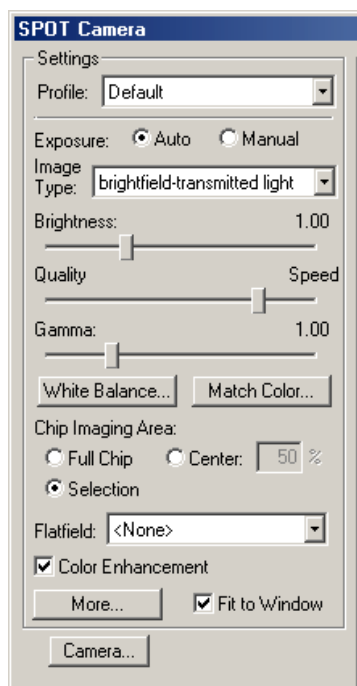 SPOT Camera
Settings
Profile: Default
Exposure: Auto Manual
Image
Type: brightfield-transmitted light
Brightness: 1.00
Quality Speed
Gamma: 1.00
White Balance... Match Color...
Chip Imaging Area:
Full Chip Center: 50 %
Selection
Flatfield: <None>
Color Enhancement
More... Fit to Window
Camera...